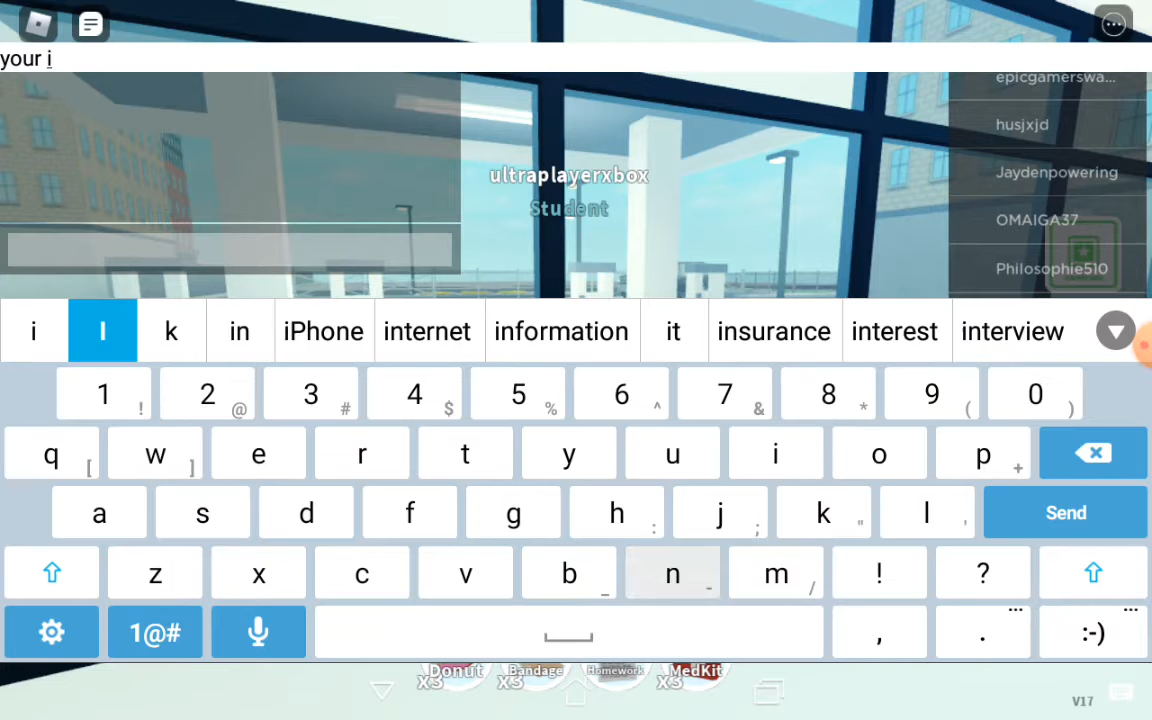 your i
epicgamerswa...
husjxjd
Jaydenpowering
OMAIGA37
Philosophie510
ultraplayerxbox
Student
i I k in iPhone internet information it insurance interest interview
1 ! 2 @ 3 # 4 $ 5 % 6 ^ 7 & 8 * 9 ( 0 )
q [ w ] e r t y u i o p +
a s d f g h : j ; k " l ' Send
z x c v b _ n - m / ! ?
1@# , . ... :-) ...
Donut Bandage Homework MedKit
x3 x3 x3
V17